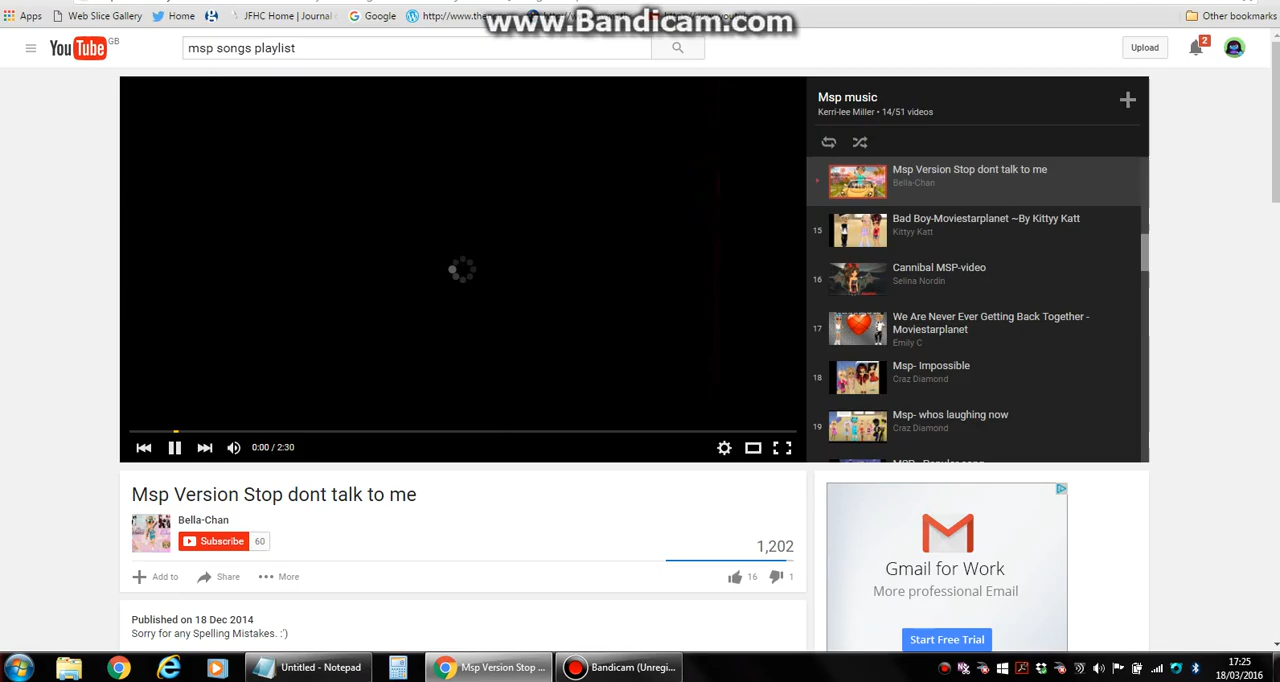 www.Bandicam.com
Apps Web Slice Gallery Home JFHC Home | Journal Google http://www.the Other bookmarks
YouTube GB msp songs playlist Upload 2
Msp music
Kerri-lee Miller • 14/51 videos
Msp Version Stop dont talk to me
Bella-Chan
15 Bad Boy-Moviestarplanet ~By Kittyy Katt
Kittyy Katt
16 Cannibal MSP-video
Selina Nordin
17 We Are Never Ever Getting Back Together -
Moviestarplanet
Emily C
18 Msp- Impossible
Craz Diamond
19 Msp- whos laughing now
Craz Diamond
0:00 / 2:30
Msp Version Stop dont talk to me
Bella-Chan
Subscribe 60
1,202
Add to Share More 16 1
Published on 18 Dec 2014
Sorry for any Spelling Mistakes. :')
Gmail for Work
More professional Email
Start Free Trial
Untitled - Notepad Msp Version Stop ... Bandicam (Unregi...
17:25
18/03/2016